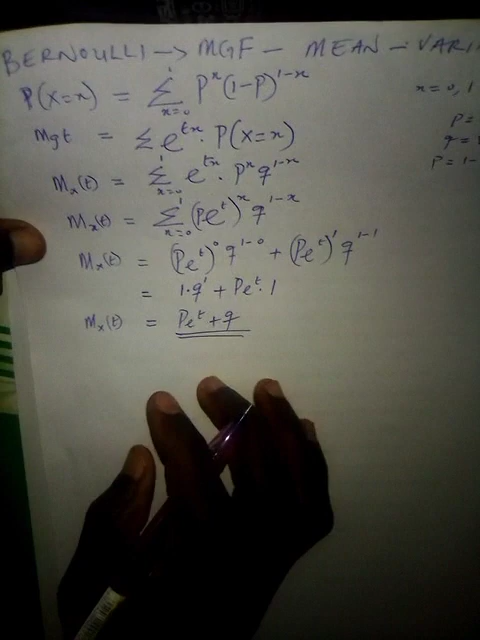 BERNOULLI → MGF - MEAN - VARI
P(X=x) = Σ_{x=0}^{1} P^x (1-P)^{1-x}
x = 0, 1
P =
Mgt = Σ e^{tx} . P(X=x)
q =
P = 1 -
M_x(t) = Σ_{x=0}^{1} e^{tx} . P^x q^{1-x}
M_x(t) = Σ_{x=0}^{1} (Pe^t)^x q^{1-x}
M_x(t) = (Pe^t)^0 q^{1-0} + (Pe^t)^1 q^{1-1}
= 1.q^1 + Pe^t.1
M_x(t) = Pe^t + q